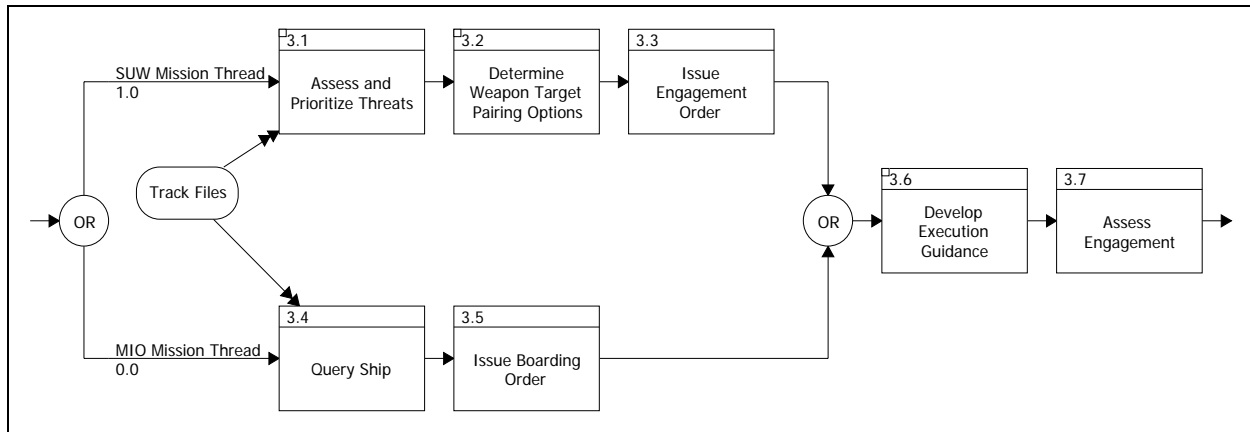 SUW Mission Thread
1.0
3.1
Assess and
Prioritize Threats
3.2
Determine
Weapon Target
Pairing Options
3.3
Issue
Engagement
Order
Track Files
OR
OR
3.6
Develop
Execution
Guidance
3.7
Assess
Engagement
MIO Mission Thread
0.0
3.4
Query Ship
3.5
Issue Boarding
Order